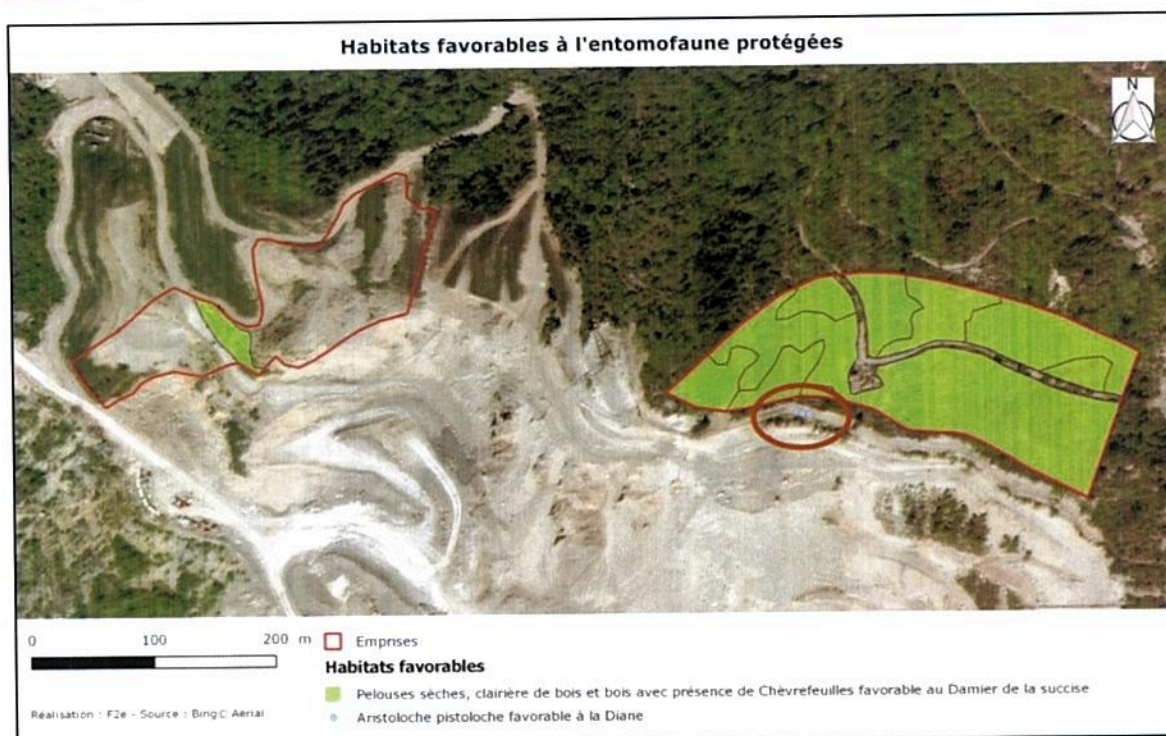 Habitats favorables à l'entomofaune protégées
N
0 100 200 m
Emprises
Habitats favorables
Pelouses sèches, clairière de bois et bois avec présence de Chèvrefeuilles favorable au Damier de la succise
Aristoloche pistoloche favorable à la Diane
Réalisation : F2e - Source : Bing© Aerial